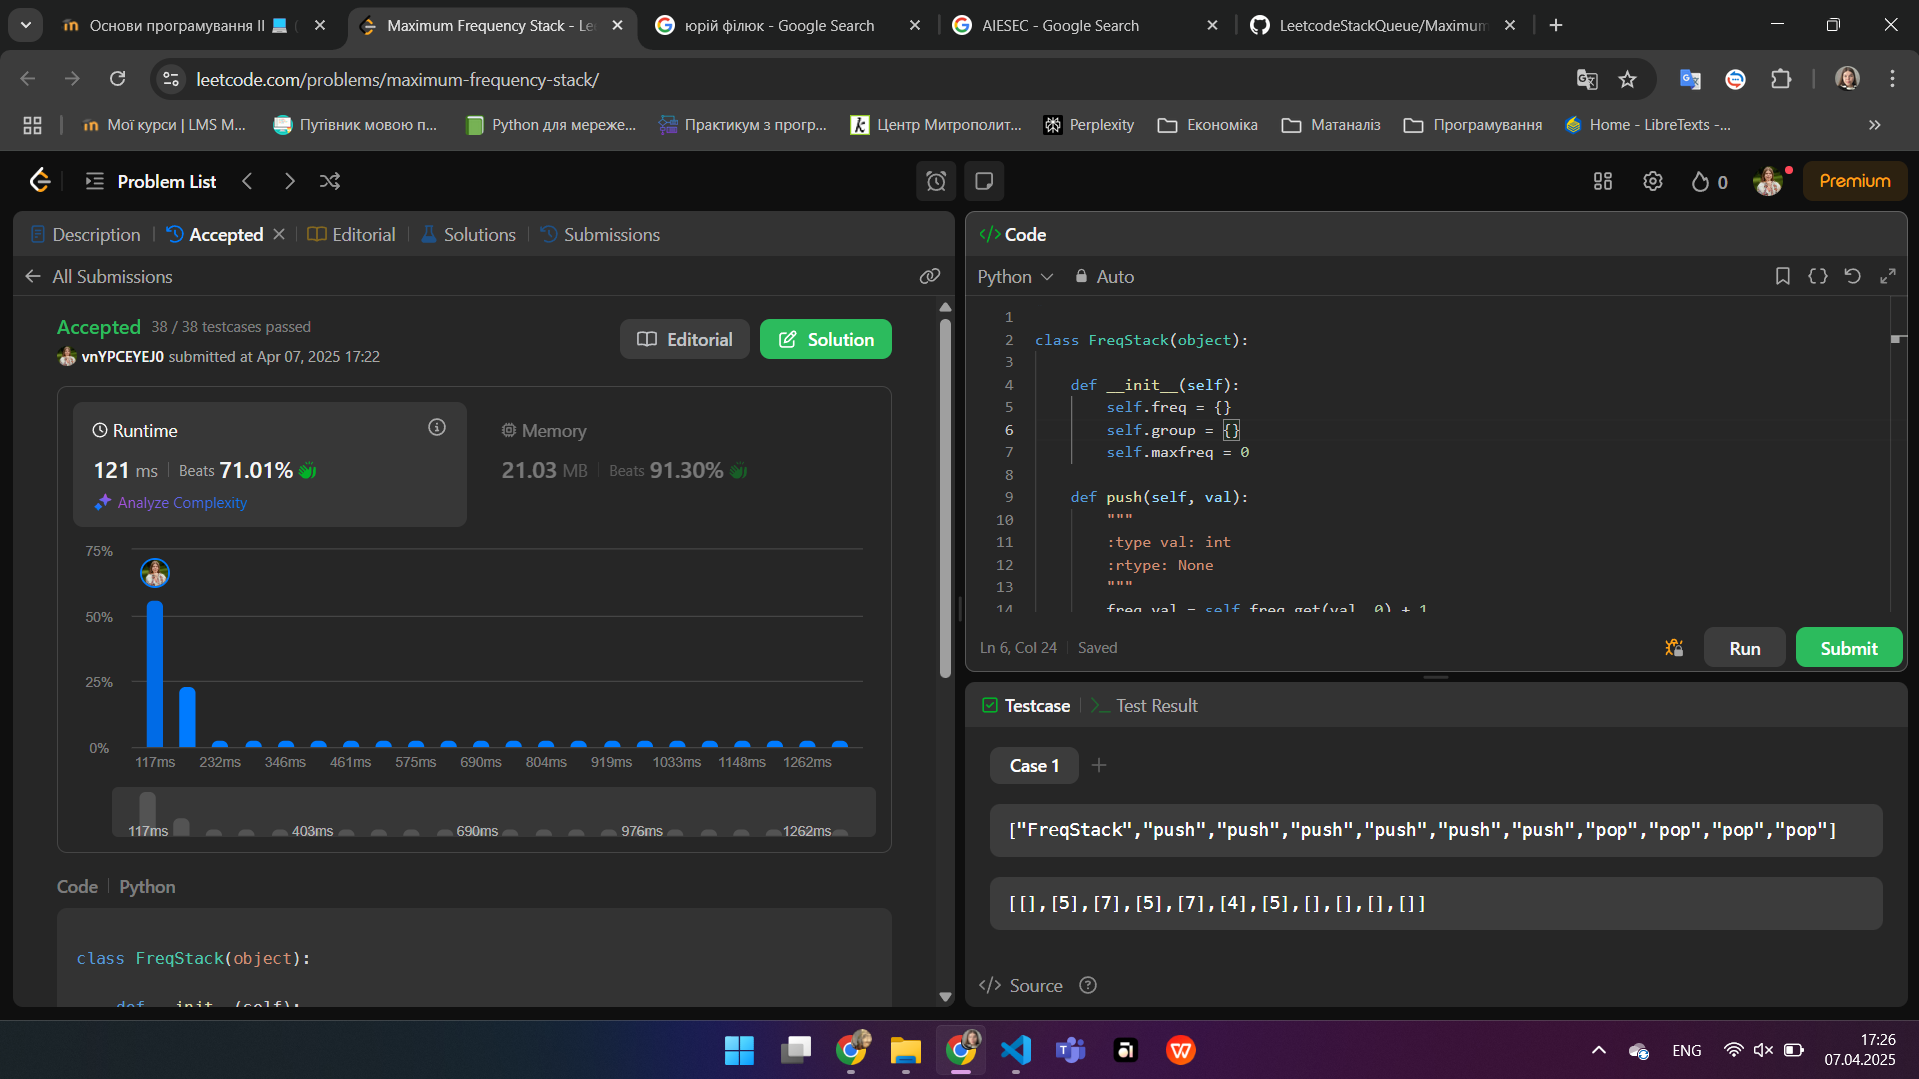 Основи програмування II 💻
Maximum Frequency Stack - Le
юрій філюк - Google Search
AIESEC - Google Search
LeetcodeStackQueue/Maximum
leetcode.com/problems/maximum-frequency-stack/
Мої курси | LMS M...
Путівник мовою п...
Python для мереже...
Практикум з прогр...
Центр Митрополит...
Perplexity
Економіка
Матаналіз
Програмування
Home - LibreTexts -...
Problem List
0
Premium
Description
Accepted
Editorial
Solutions
Submissions
All Submissions
Accepted 38 / 38 testcases passed
vnYPCEYEJ0 submitted at Apr 07, 2025 17:22
Editorial
Solution
Runtime
121 ms Beats 71.01%
Analyze Complexity
Memory
21.03 MB Beats 91.30%
75%
50%
25%
0%
117ms 232ms 346ms 461ms 575ms 690ms 804ms 919ms 1033ms 1148ms 1262ms
117ms 403ms 690ms 976ms 1262ms
Code Python
class FreqStack(object):
def __init__(self):
</> Code
Python Auto
1
2 class FreqStack(object):
3
4 def __init__(self):
5 self.freq = {}
6 self.group = {}
7 self.maxfreq = 0
8
9 def push(self, val):
10 """
11 :type val: int
12 :rtype: None
13 """
14 freq_val = self.freq.get(val, 0) + 1
Ln 6, Col 24 Saved
Run
Submit
Testcase
Test Result
Case 1
["FreqStack","push","push","push","push","push","push","pop","pop","pop","pop"]
[[],[5],[7],[5],[7],[4],[5],[],[],[],[]]
</> Source
ENG
17:26
07.04.2025